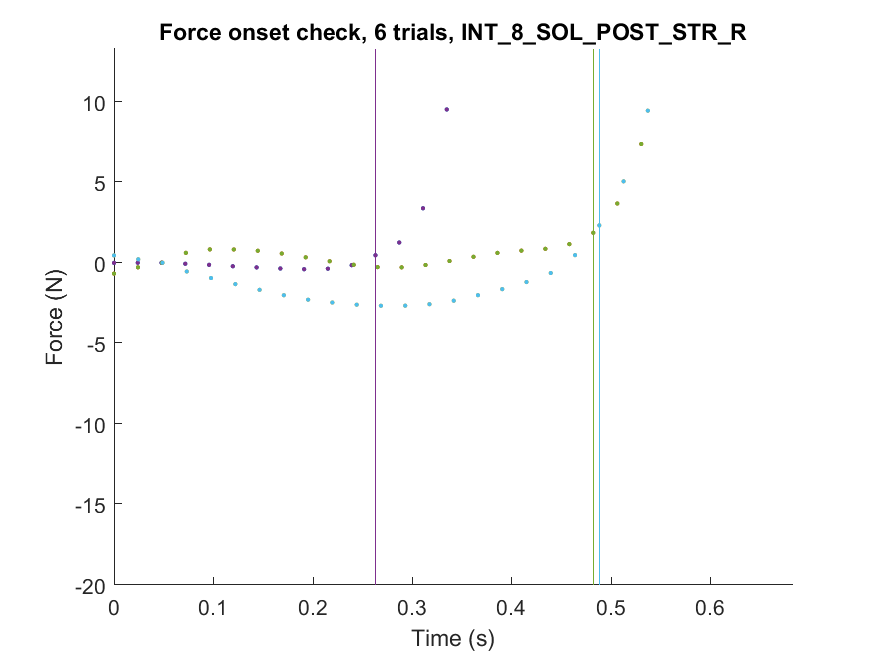 Force onset check, 6 trials, INT_8_SOL_POST_STR_R
10
5
0
-5
-10
-15
-20
Force (N)
0 0.1 0.2 0.3 0.4 0.5 0.6
Time (s)